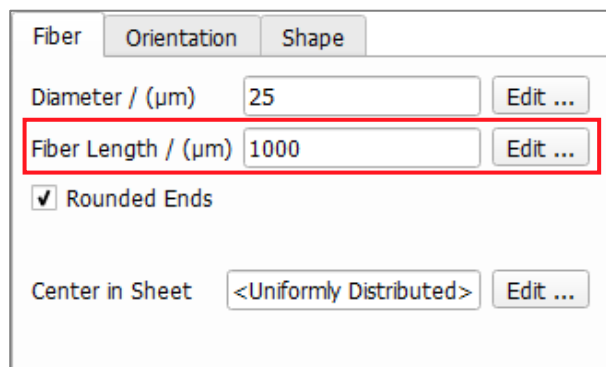 Fiber Orientation Shape
Diameter / (µm) 25 Edit ...
Fiber Length / (µm) 1000 Edit ...
Rounded Ends
Center in Sheet <Uniformly Distributed> Edit ...